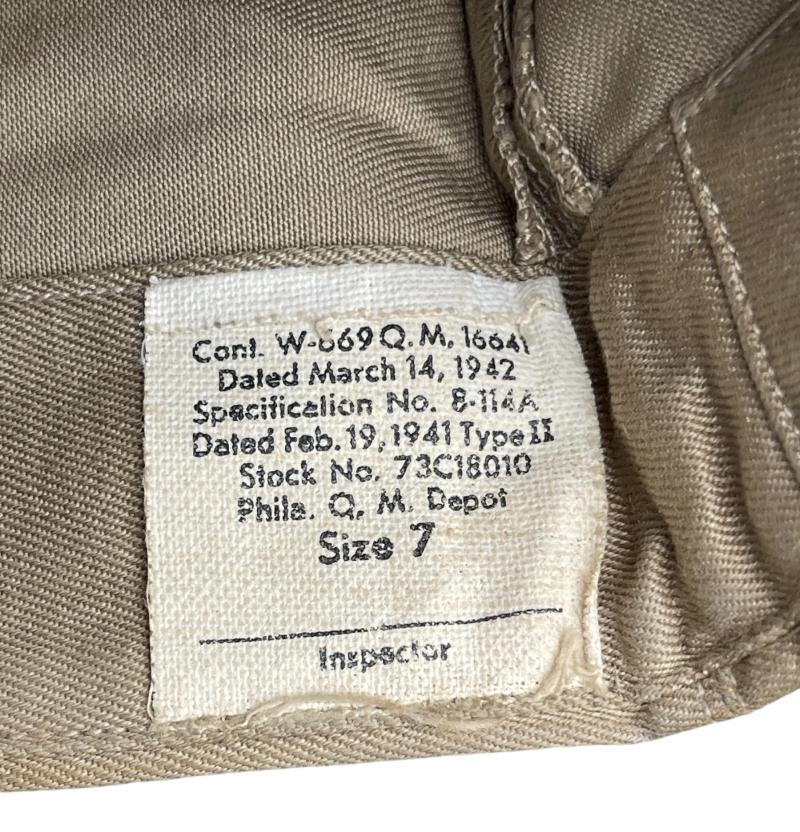 Cont. W-669 Q. M. 16641
Dated March 14, 1942
Specification No. 8-114A
Dated Feb. 19, 1941 Type II
Stock No. 73C18010
Phila. Q. M. Depot
Size 7
Inspector